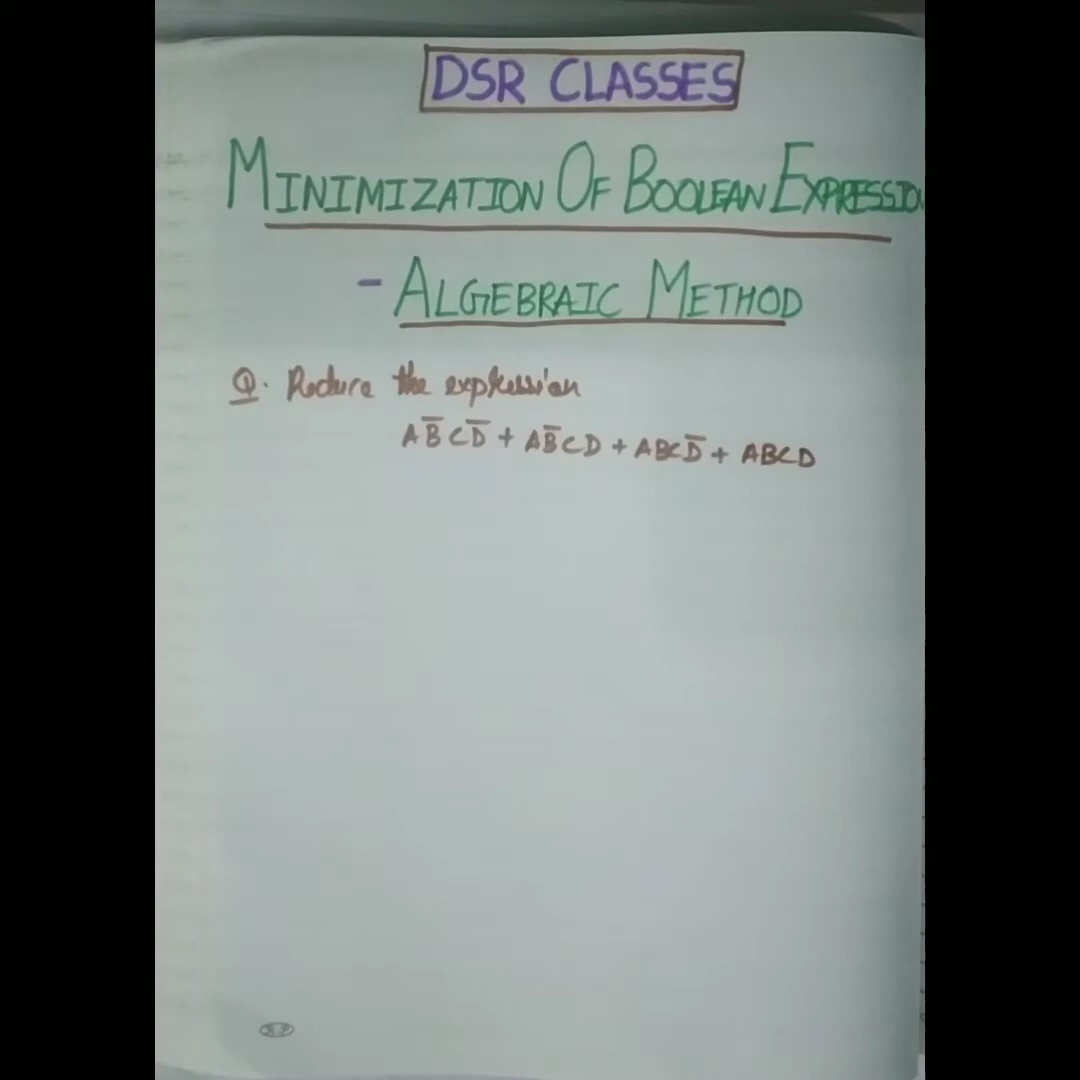 DSR CLASSES
MINIMIZATION OF BOOLEAN EXPRESSION
- ALGEBRAIC METHOD
Q. Reduce the expression
AB̅CD̅ + AB̅CD + ABCD̅ + ABCD